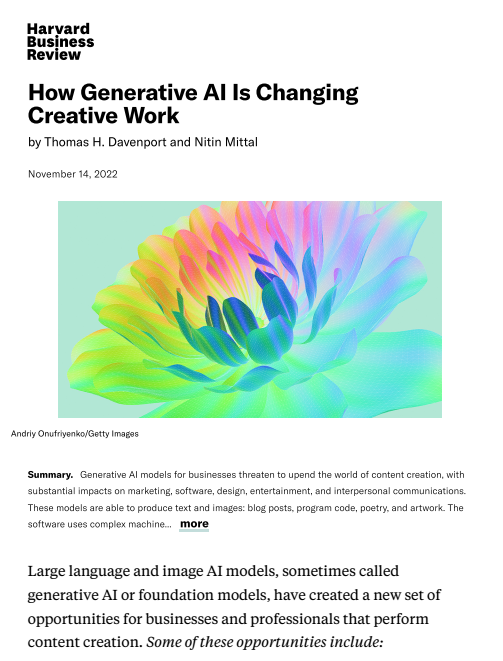 Harvard
Business
Review
How Generative AI Is Changing
Creative Work
by Thomas H. Davenport and Nitin Mittal
November 14, 2022
Andriy Onufriyenko/Getty Images
Summary. Generative AI models for businesses threaten to upend the world of content creation, with
substantial impacts on marketing, software, design, entertainment, and interpersonal communications.
These models are able to produce text and images: blog posts, program code, poetry, and artwork. The
software uses complex machine... more
Large language and image AI models, sometimes called
generative AI or foundation models, have created a new set of
opportunities for businesses and professionals that perform
content creation. Some of these opportunities include: